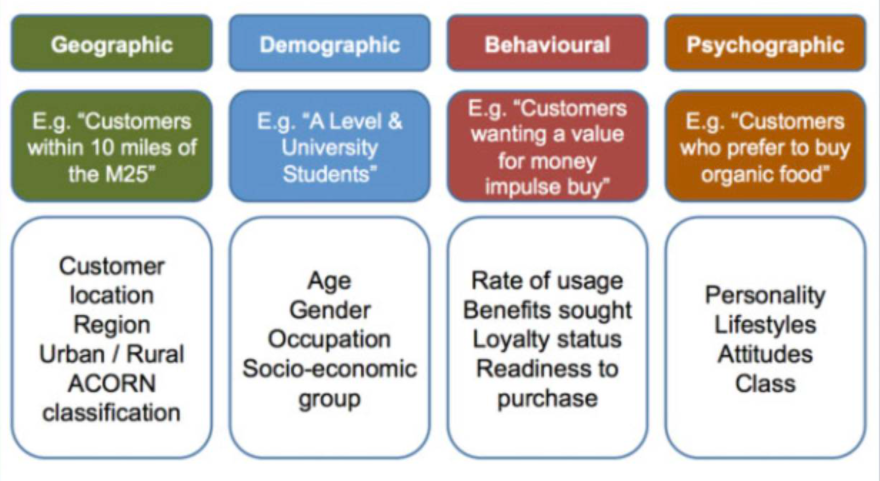 Geographic
Demographic
Behavioural
Psychographic
E.g. “Customers
within 10 miles of
the M25”
E.g. “A Level &
University
Students”
E.g. “Customers
wanting a value
for money
impulse buy”
E.g. “Customers
who prefer to buy
organic food”
Customer
location
Region
Urban / Rural
ACORN
classification
Age
Gender
Occupation
Socio-economic
group
Rate of usage
Benefits sought
Loyalty status
Readiness to
purchase
Personality
Lifestyles
Attitudes
Class